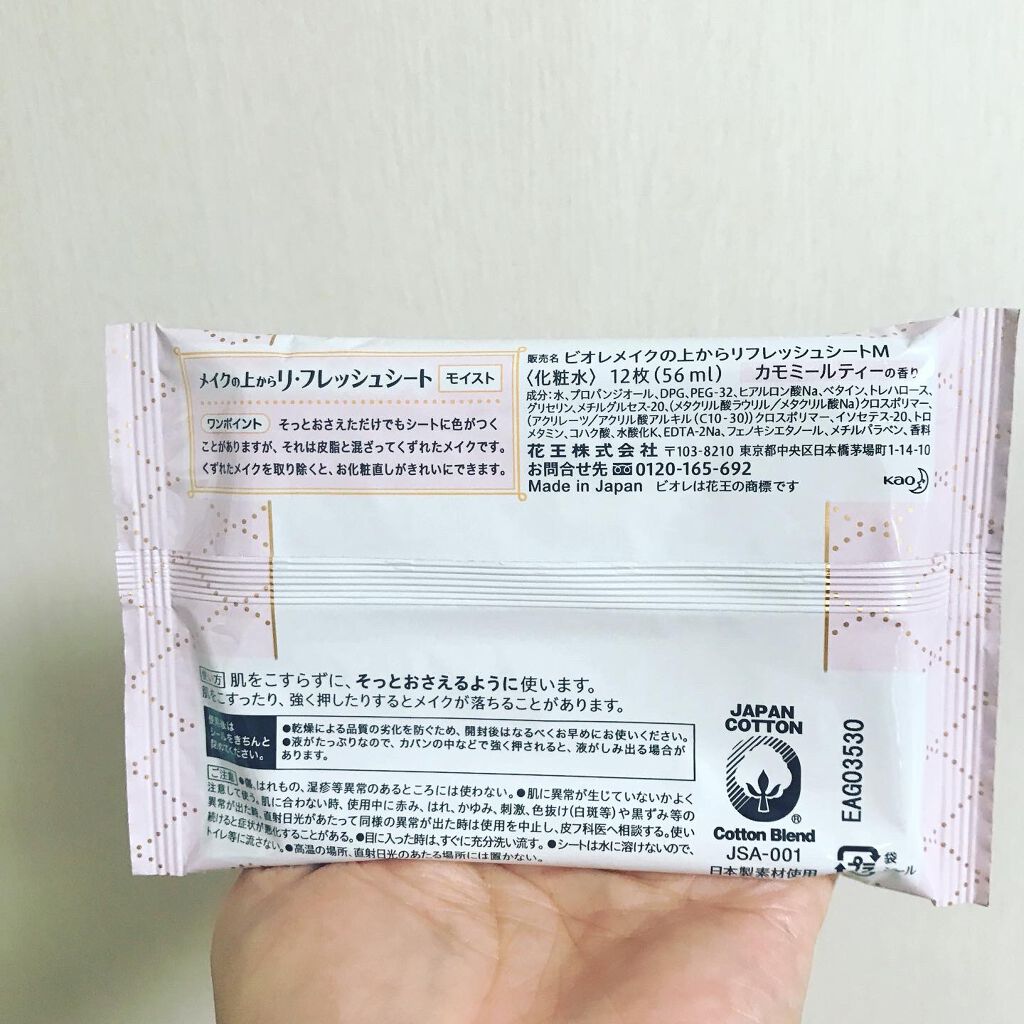 メイクの上からリ・フレッシュシート モイスト
ワンポイント そっとおさえただけでもシートに色がつく
ことがありますが、それは皮脂と混ざってくずれたメイクです。
くずれたメイクを取り除くと、お化粧直しがきれいにできます。
販売名 ビオレメイクの上からリフレッシュシートM
〈化粧水〉 12枚(56ml) カモミールティーの香り
成分:水、プロパンジオール、DPG、PEG-32、ヒアルロン酸Na、ベタイン、トレハロース、
グリセリン、メチルグルセス-20、(メタクリル酸ラウリル/メタクリル酸Na)クロスポリマー、
(アクリレーツ/アクリル酸アルキル(C10-30))クロスポリマー、イソセテス-20、トロ
メタミン、コハク酸、水酸化K、EDTA-2Na、フェノキシエタノール、メチルパラベン、香料
花王株式会社 〒103-8210 東京都中央区日本橋茅場町1-14-10
お問合せ先 0120-165-692
Made in Japan ビオレは花王の商標です
Kao
使い方 肌をこすらずに、そっとおさえるように使います。
肌をこすったり、強く押したりするとメイクが落ちることがあります。
使用後は
シールをきちんと
閉めてください。
●乾燥による品質の劣化を防ぐため、開封後はなるべくお早めにお使いください。
●液がたっぷりなので、カバンの中などで強く押されると、液がしみ出る場合が
あります。
ご注意 ●傷、はれもの、湿疹等異常のあるところには使わない。●肌に異常が生じていないかよく
注意して使う。肌に合わない時、使用中に赤み、はれ、かゆみ、刺激、色抜け(白斑等)や黒ずみ等の
異常が出た時、直射日光があたって同様の異常が出た時は使用を中止し、皮フ科医へ相談する。使い
続けると症状が悪化することがある。●目に入った時は、すぐに充分洗い流す。●シートは水に溶けないので、
トイレ等に流さない。●高温の場所、直射日光のあたる場所には置かない。
JAPAN
COTTON
®
Cotton Blend
JSA-001
日本製素材使用
EAG03530
プラ
袋
シール